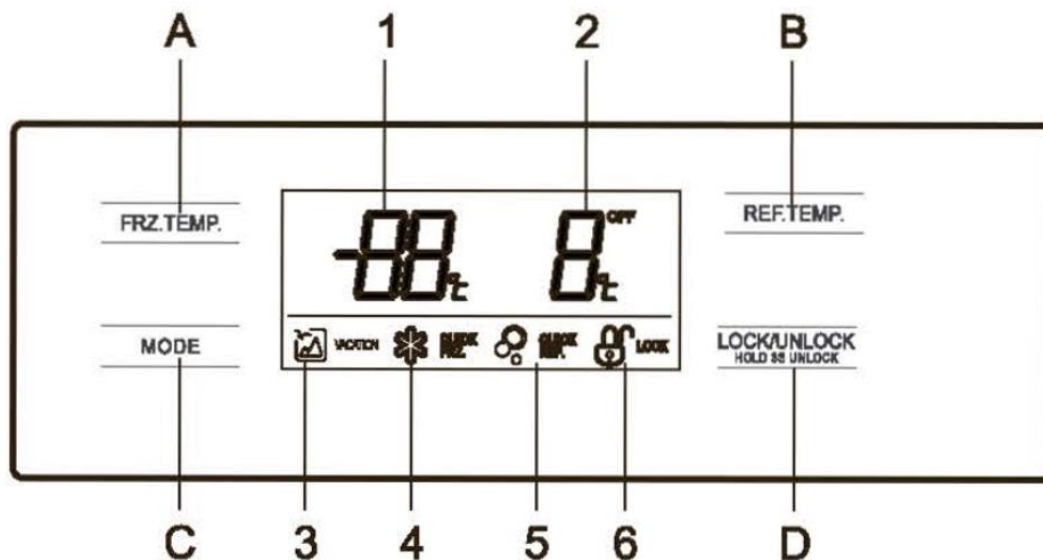 A 1 2 B
FRZ.TEMP.
-88°C
8°C OFF
REF.TEMP.
MODE
VACATION
QUICK
FRZ.
QUICK
REF.
LOCK
LOCK/UNLOCK
HOLD 3S UNLOCK
C 3 4 5 6 D